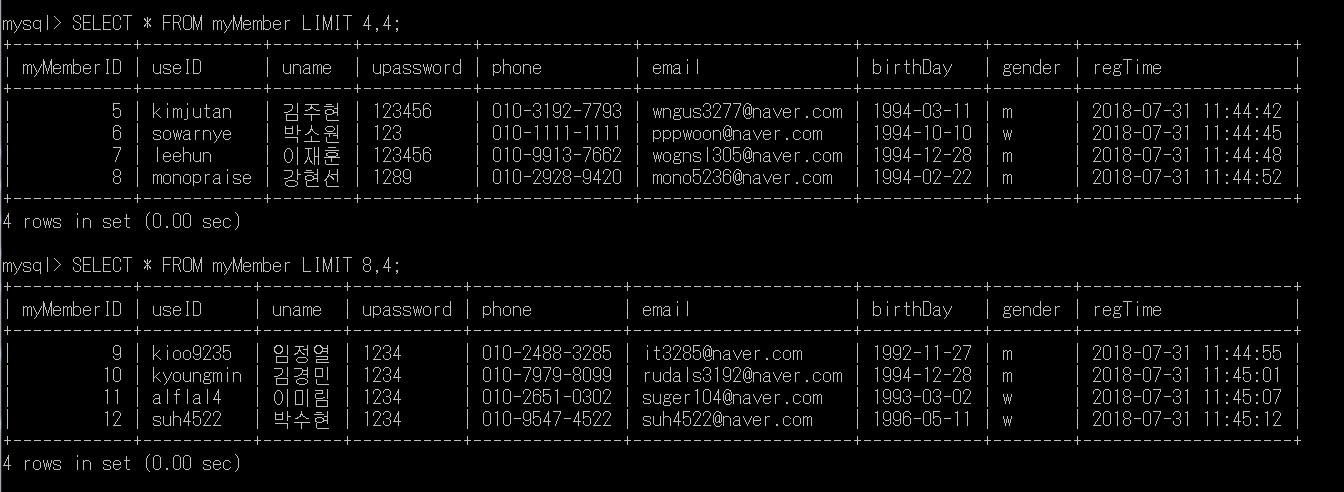 mysql> SELECT * FROM myMember LIMIT 4,4;
+------------+------------+-------+-----------+---------------+---------------------+------------+--------+---------------------+
| myMemberID | useID | uname | upassword | phone | email | birthDay | gender | regTime |
+------------+------------+-------+-----------+---------------+---------------------+------------+--------+---------------------+
| 5 | kimjutan | 김주현 | 123456 | 010-3192-7793 | wngus3277@naver.com | 1994-03-11 | m | 2018-07-31 11:44:42 |
| 6 | sowarnye | 박소원 | 123 | 010-1111-1111 | pppwoon@naver.com | 1994-10-10 | w | 2018-07-31 11:44:45 |
| 7 | leehun | 이재훈 | 123456 | 010-9913-7662 | wognsl305@naver.com | 1994-12-28 | m | 2018-07-31 11:44:48 |
| 8 | monopraise | 강현선 | 1289 | 010-2928-9420 | mono5236@naver.com | 1994-02-22 | m | 2018-07-31 11:44:52 |
+------------+------------+-------+-----------+---------------+---------------------+------------+--------+---------------------+
4 rows in set (0.00 sec)
mysql> SELECT * FROM myMember LIMIT 8,4;
+------------+-----------+-------+-----------+---------------+----------------------+------------+--------+---------------------+
| myMemberID | useID | uname | upassword | phone | email | birthDay | gender | regTime |
+------------+-----------+-------+-----------+---------------+----------------------+------------+--------+---------------------+
| 9 | kioo9235 | 임정열 | 1234 | 010-2488-3285 | it3285@naver.com | 1992-11-27 | m | 2018-07-31 11:44:55 |
| 10 | kyoungmin | 김경민 | 1234 | 010-7979-8099 | rudals3192@naver.com | 1994-12-28 | m | 2018-07-31 11:45:01 |
| 11 | alflal4 | 이미림 | 1234 | 010-2651-0302 | suger104@naver.com | 1993-03-02 | w | 2018-07-31 11:45:07 |
| 12 | suh4522 | 박수현 | 1234 | 010-9547-4522 | suh4522@naver.com | 1996-05-11 | w | 2018-07-31 11:45:12 |
+------------+-----------+-------+-----------+---------------+----------------------+------------+--------+---------------------+
4 rows in set (0.00 sec)